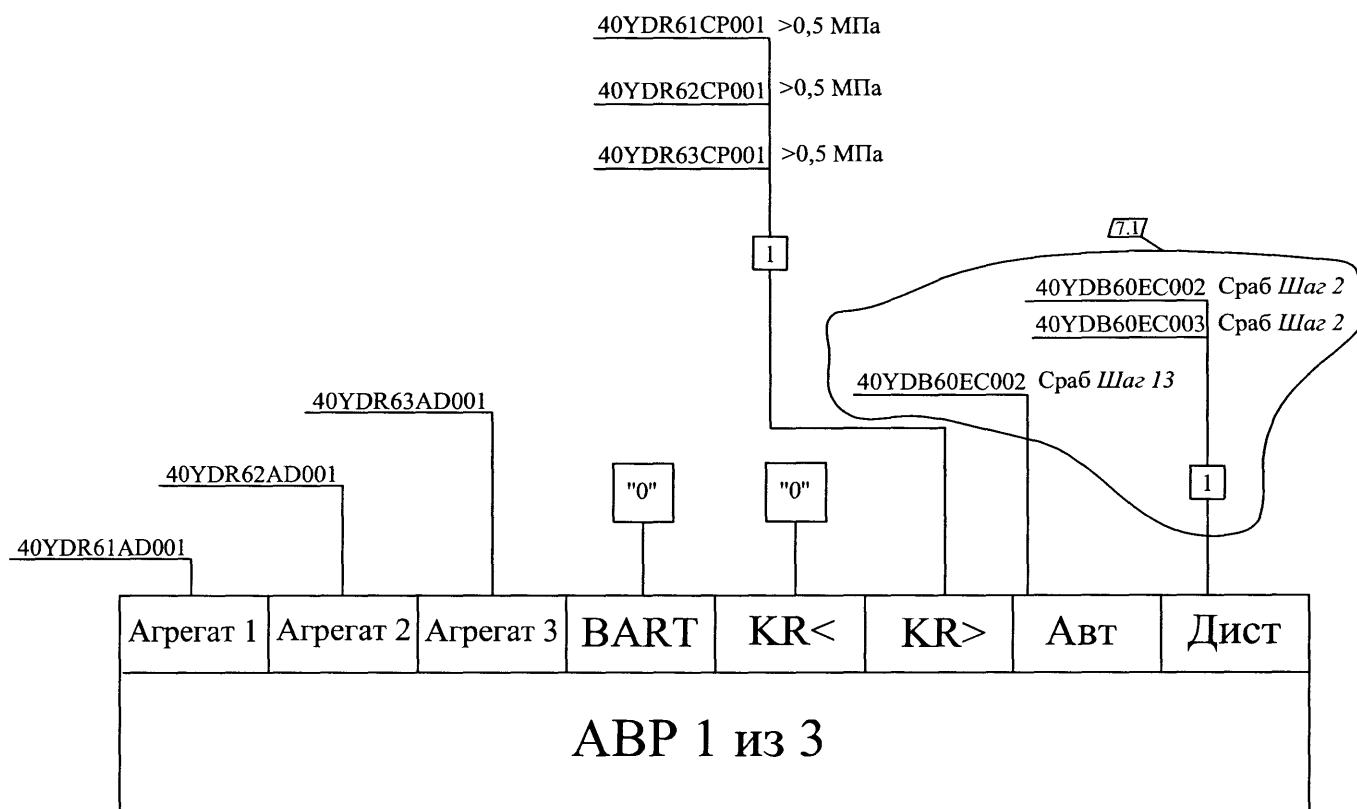 40YDR61CP001 >0,5 МПа
40YDR62CP001 >0,5 МПа
40YDR63CP001 >0,5 МПа
1
7.1
40YDB60EC002 Сраб Шаг 2
40YDB60EC003 Сраб Шаг 2
40YDB60EC002 Сраб Шаг 13
40YDR63AD001
40YDR62AD001
"0"
"0"
1
40YDR61AD001
Агрегат 1 Агрегат 2 Агрегат 3 BART KR< KR> Авт Дист
АВР 1 из 3